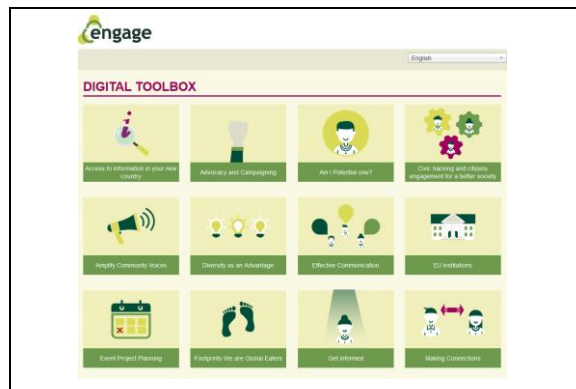 engage
English
DIGITAL TOOLBOX
Access to Information in your new
country
Advocacy and Campaigning
Am I Potential one?
Civic hacking and citizens
engagement for a better society
Amplify Community Voices
Diversity as an Advantage
Effective Communication
EU Institutions
Event Project Planning
Footprints We are Global Eaters
Get Informed
Making Connections